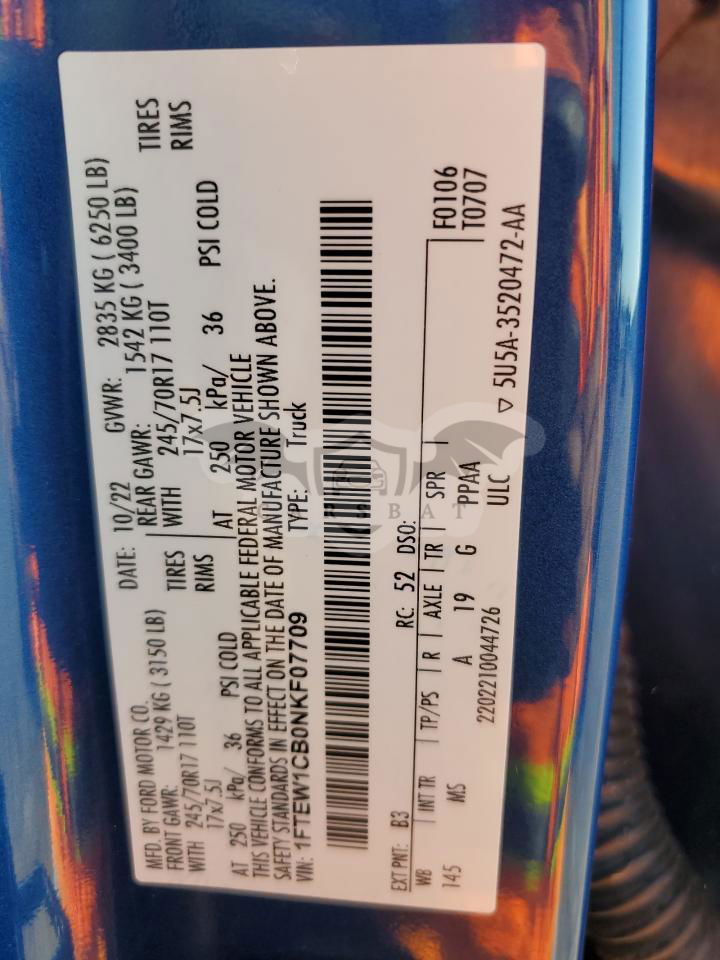 MFD. BY FORD MOTOR CO. DATE: 10/22 GVWR: 2835 KG ( 6250 LB)
FRONT GAWR: 1429 KG ( 3150 LB) REAR GAWR: 1542 KG ( 3400 LB)
WITH 245/70R17 110T TIRES WITH 245/70R17 110T TIRES
17x7.5J RIMS 17x7.5J RIMS
AT 250 kPa/ 36 PSI COLD AT 250 kPa/ 36 PSI COLD
THIS VEHICLE CONFORMS TO ALL APPLICABLE FEDERAL MOTOR VEHICLE
SAFETY STANDARDS IN EFFECT ON THE DATE OF MANUFACTURE SHOWN ABOVE.
VIN: 1FTEW1CB0NKF07709 TYPE: Truck
EXT PNT: B3 RC: 52 DSO: F0106
WB INT TR TP/PS R AXLE TR SPR T0707
145 MS A 19 G PPAA
2202210044726 ULC ▽ 5U5A-3520472-AA
CARSBAT